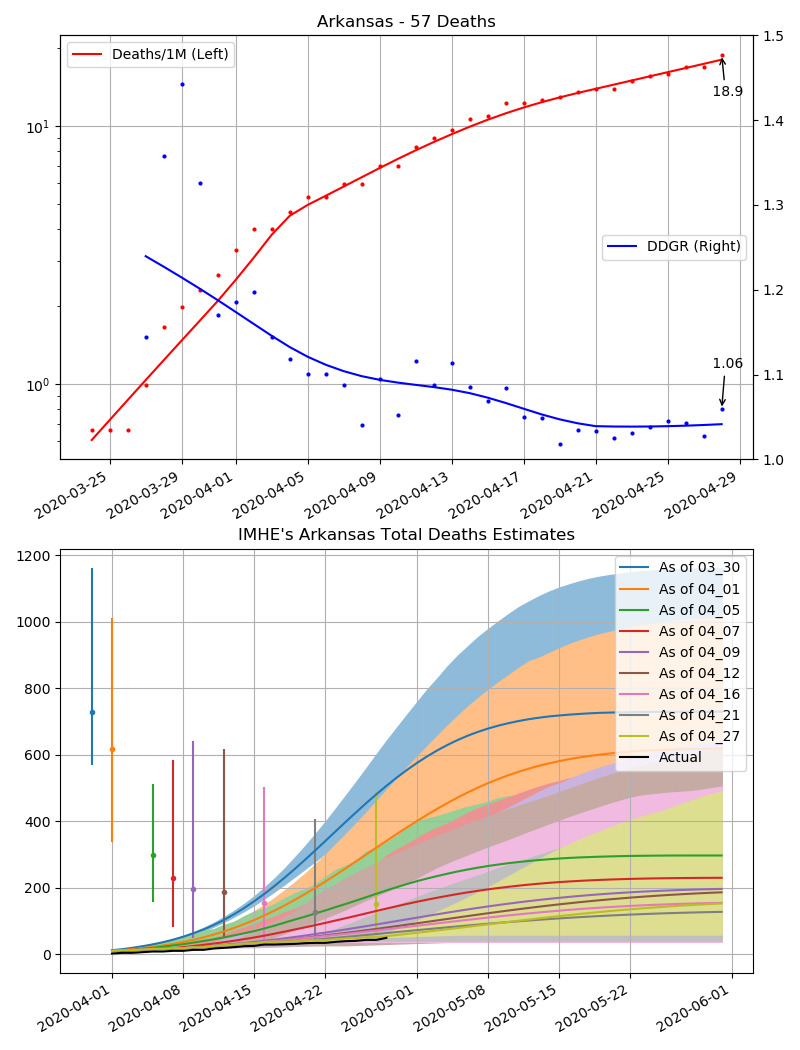 Arkansas - 57 Deaths
Deaths/1M (Left)
DDGR (Right)
18.9
1.06
10¹
10⁰
1.5
1.4
1.3
1.2
1.1
1.0
2020-03-25
2020-03-29
2020-04-01
2020-04-05
2020-04-09
2020-04-13
2020-04-17
2020-04-21
2020-04-25
2020-04-29
IMHE's Arkansas Total Deaths Estimates
1200
1000
800
600
400
200
0
As of 03_30
As of 04_01
As of 04_05
As of 04_07
As of 04_09
As of 04_12
As of 04_16
As of 04_21
As of 04_27
Actual
2020-04-01
2020-04-08
2020-04-15
2020-04-22
2020-05-01
2020-05-08
2020-05-15
2020-05-22
2020-06-01